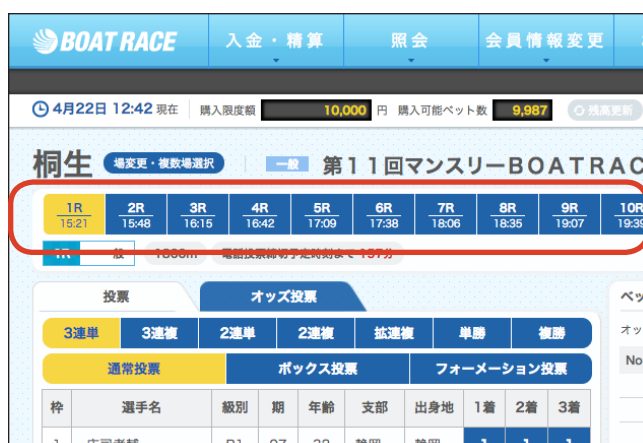 BOAT RACE 入金・精算 照会 会員情報変更
4月22日 12:42 現在 購入限度額 10,000 円 購入可能ベット数 9,987 残高更新
桐生 場変更・複数場選択 一般 第11回マンスリーBOATRAC
1R 2R 3R 4R 5R 6R 7R 8R 9R 10R
15:21 15:48 16:15 16:42 17:09 17:38 18:06 18:35 19:07 19:39
1R 一般 1800m 電話投票締切予定時刻まで 157分
投票 オッズ投票 ベッ
3連単 3連複 2連単 2連複 拡連複 単勝 複勝 オッ
通常投票 ボックス投票 フォーメーション投票 No
枠 選手名 級別 期 年齢 支部 出身地 1着 2着 3着
1 1 1